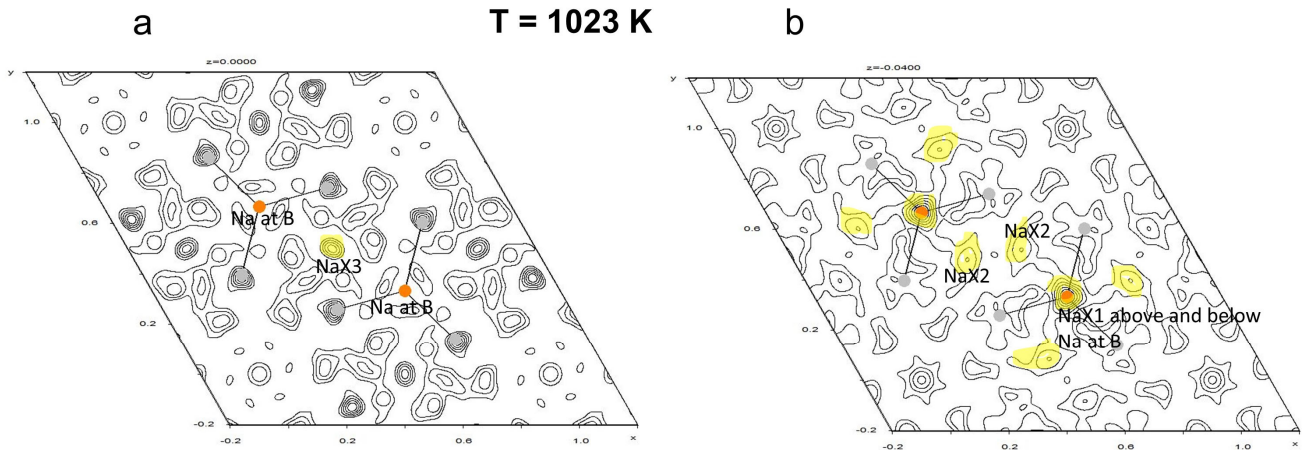 a
T = 1023 K
b
z=0.0000
y
1.0
0.6
0.2
-0.2
Na at B
NaX3
Na at B
-0.2
0.2
0.6
1.0
x
z=-0.0400
y
1.0
0.6
0.2
-0.2
NaX2
NaX2
NaX1 above and below
Na at B
-0.2
0.2
0.6
1.0
x